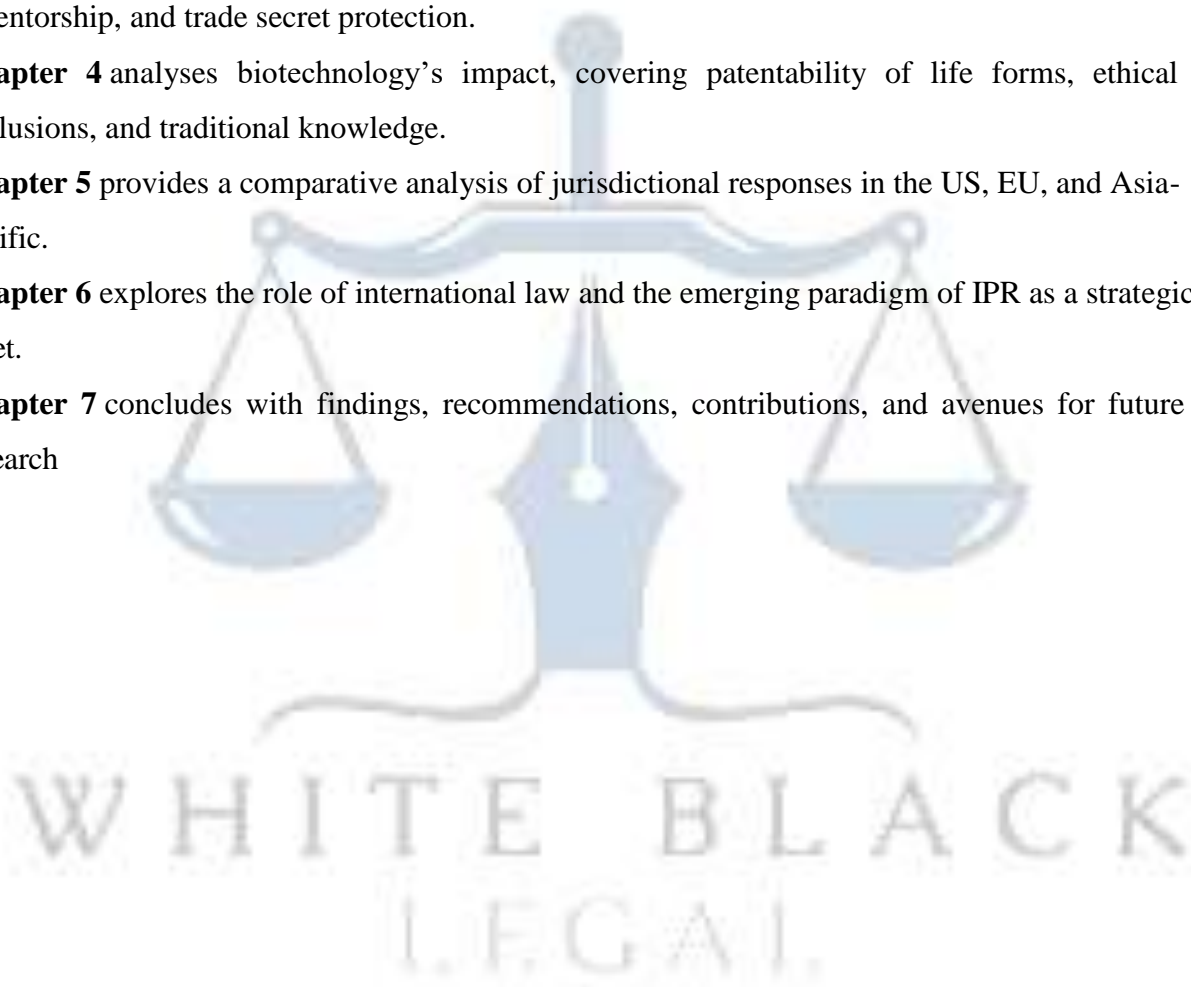 entorship, and trade secret protection.
apter 4 analyses biotechnology's impact, covering patentability of life forms, ethical
lusions, and traditional knowledge.
apter 5 provides a comparative analysis of jurisdictional responses in the US, EU, and Asia-
ific.
apter 6 explores the role of international law and the emerging paradigm of IPR as a strategic
et.
apter 7 concludes with findings, recommendations, contributions, and avenues for future
earch
WHITE BLACK
LEGAL